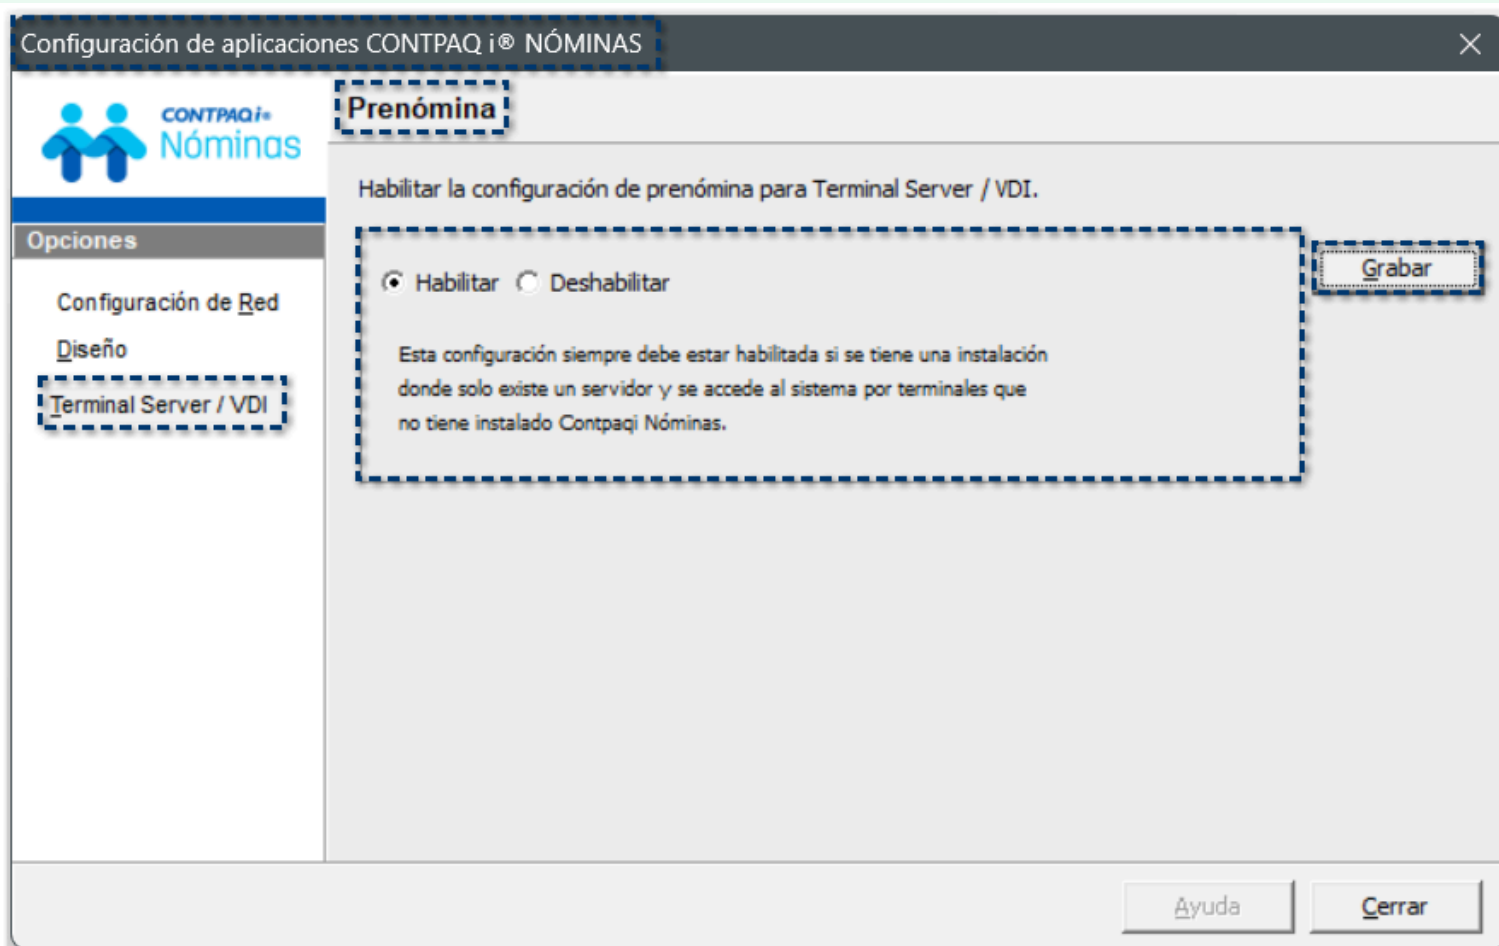 Configuración de aplicaciones CONTPAQ i® NÓMINAS
CONTPAQi®
Nóminas
Opciones
Configuración de Red
Diseño
Terminal Server / VDI
Prenómina
Habilitar la configuración de prenómina para Terminal Server / VDI.
Habilitar Deshabilitar
Grabar
Esta configuración siempre debe estar habilitada si se tiene una instalación
donde solo existe un servidor y se accede al sistema por terminales que
no tiene instalado Contpaqi Nóminas.
Ayuda Cerrar